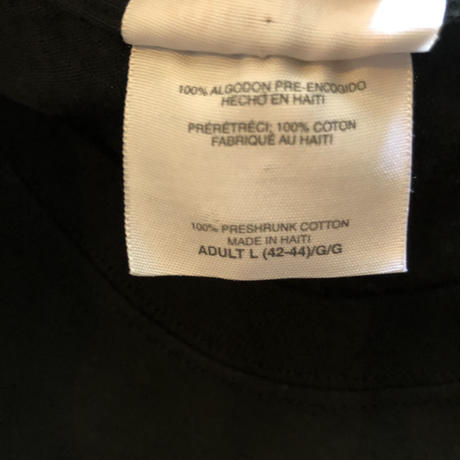 100% ALGODON PRE-ENCOGIDO
HECHO EN HAITI
PRÉRÉTRÉCI; 100% COTON
FABRIQUÉ AU HAITI
100% PRESHRUNK COTTON
MADE IN HAITI
ADULT L (42-44)/G/G